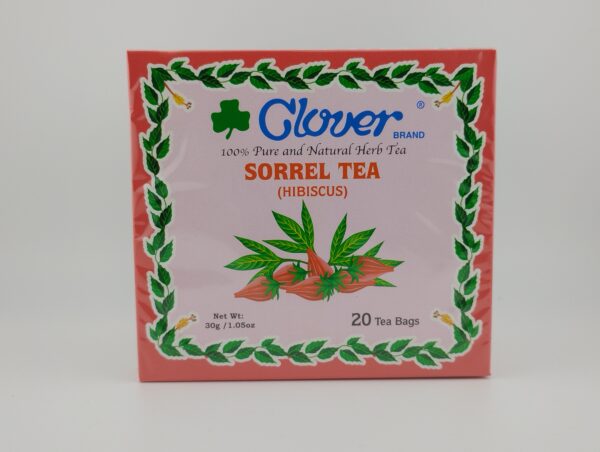 Clover ®
BRAND
100% Pure and Natural Herb Tea
SORREL TEA
(HIBISCUS)
Net Wt:
30g /1.05oz
20 Tea Bags